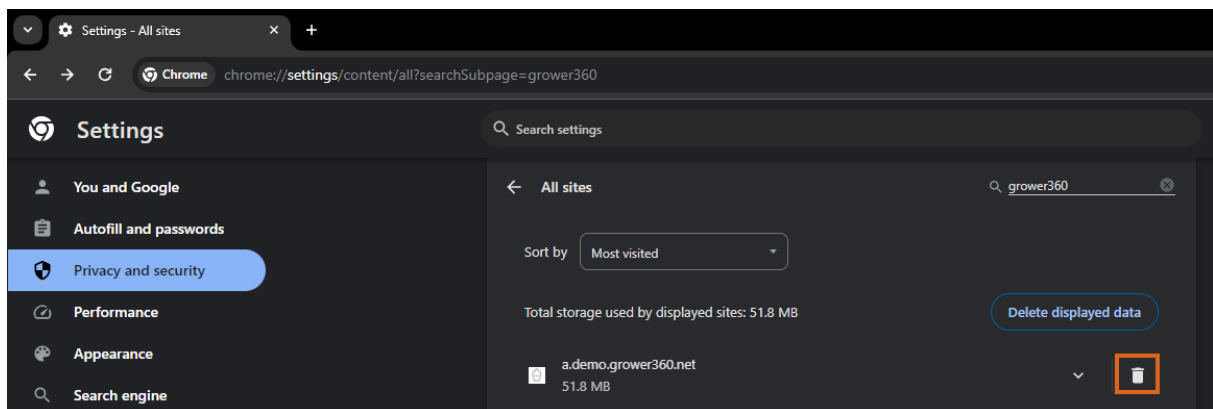 Settings - All sites
Chrome chrome://settings/content/all?searchSubpage=grower360
Settings
Search settings
You and Google
Autofill and passwords
Privacy and security
Performance
Appearance
Search engine
All sites
grower360
Sort by Most visited
Total storage used by displayed sites: 51.8 MB
Delete displayed data
a.demo.grower360.net
51.8 MB